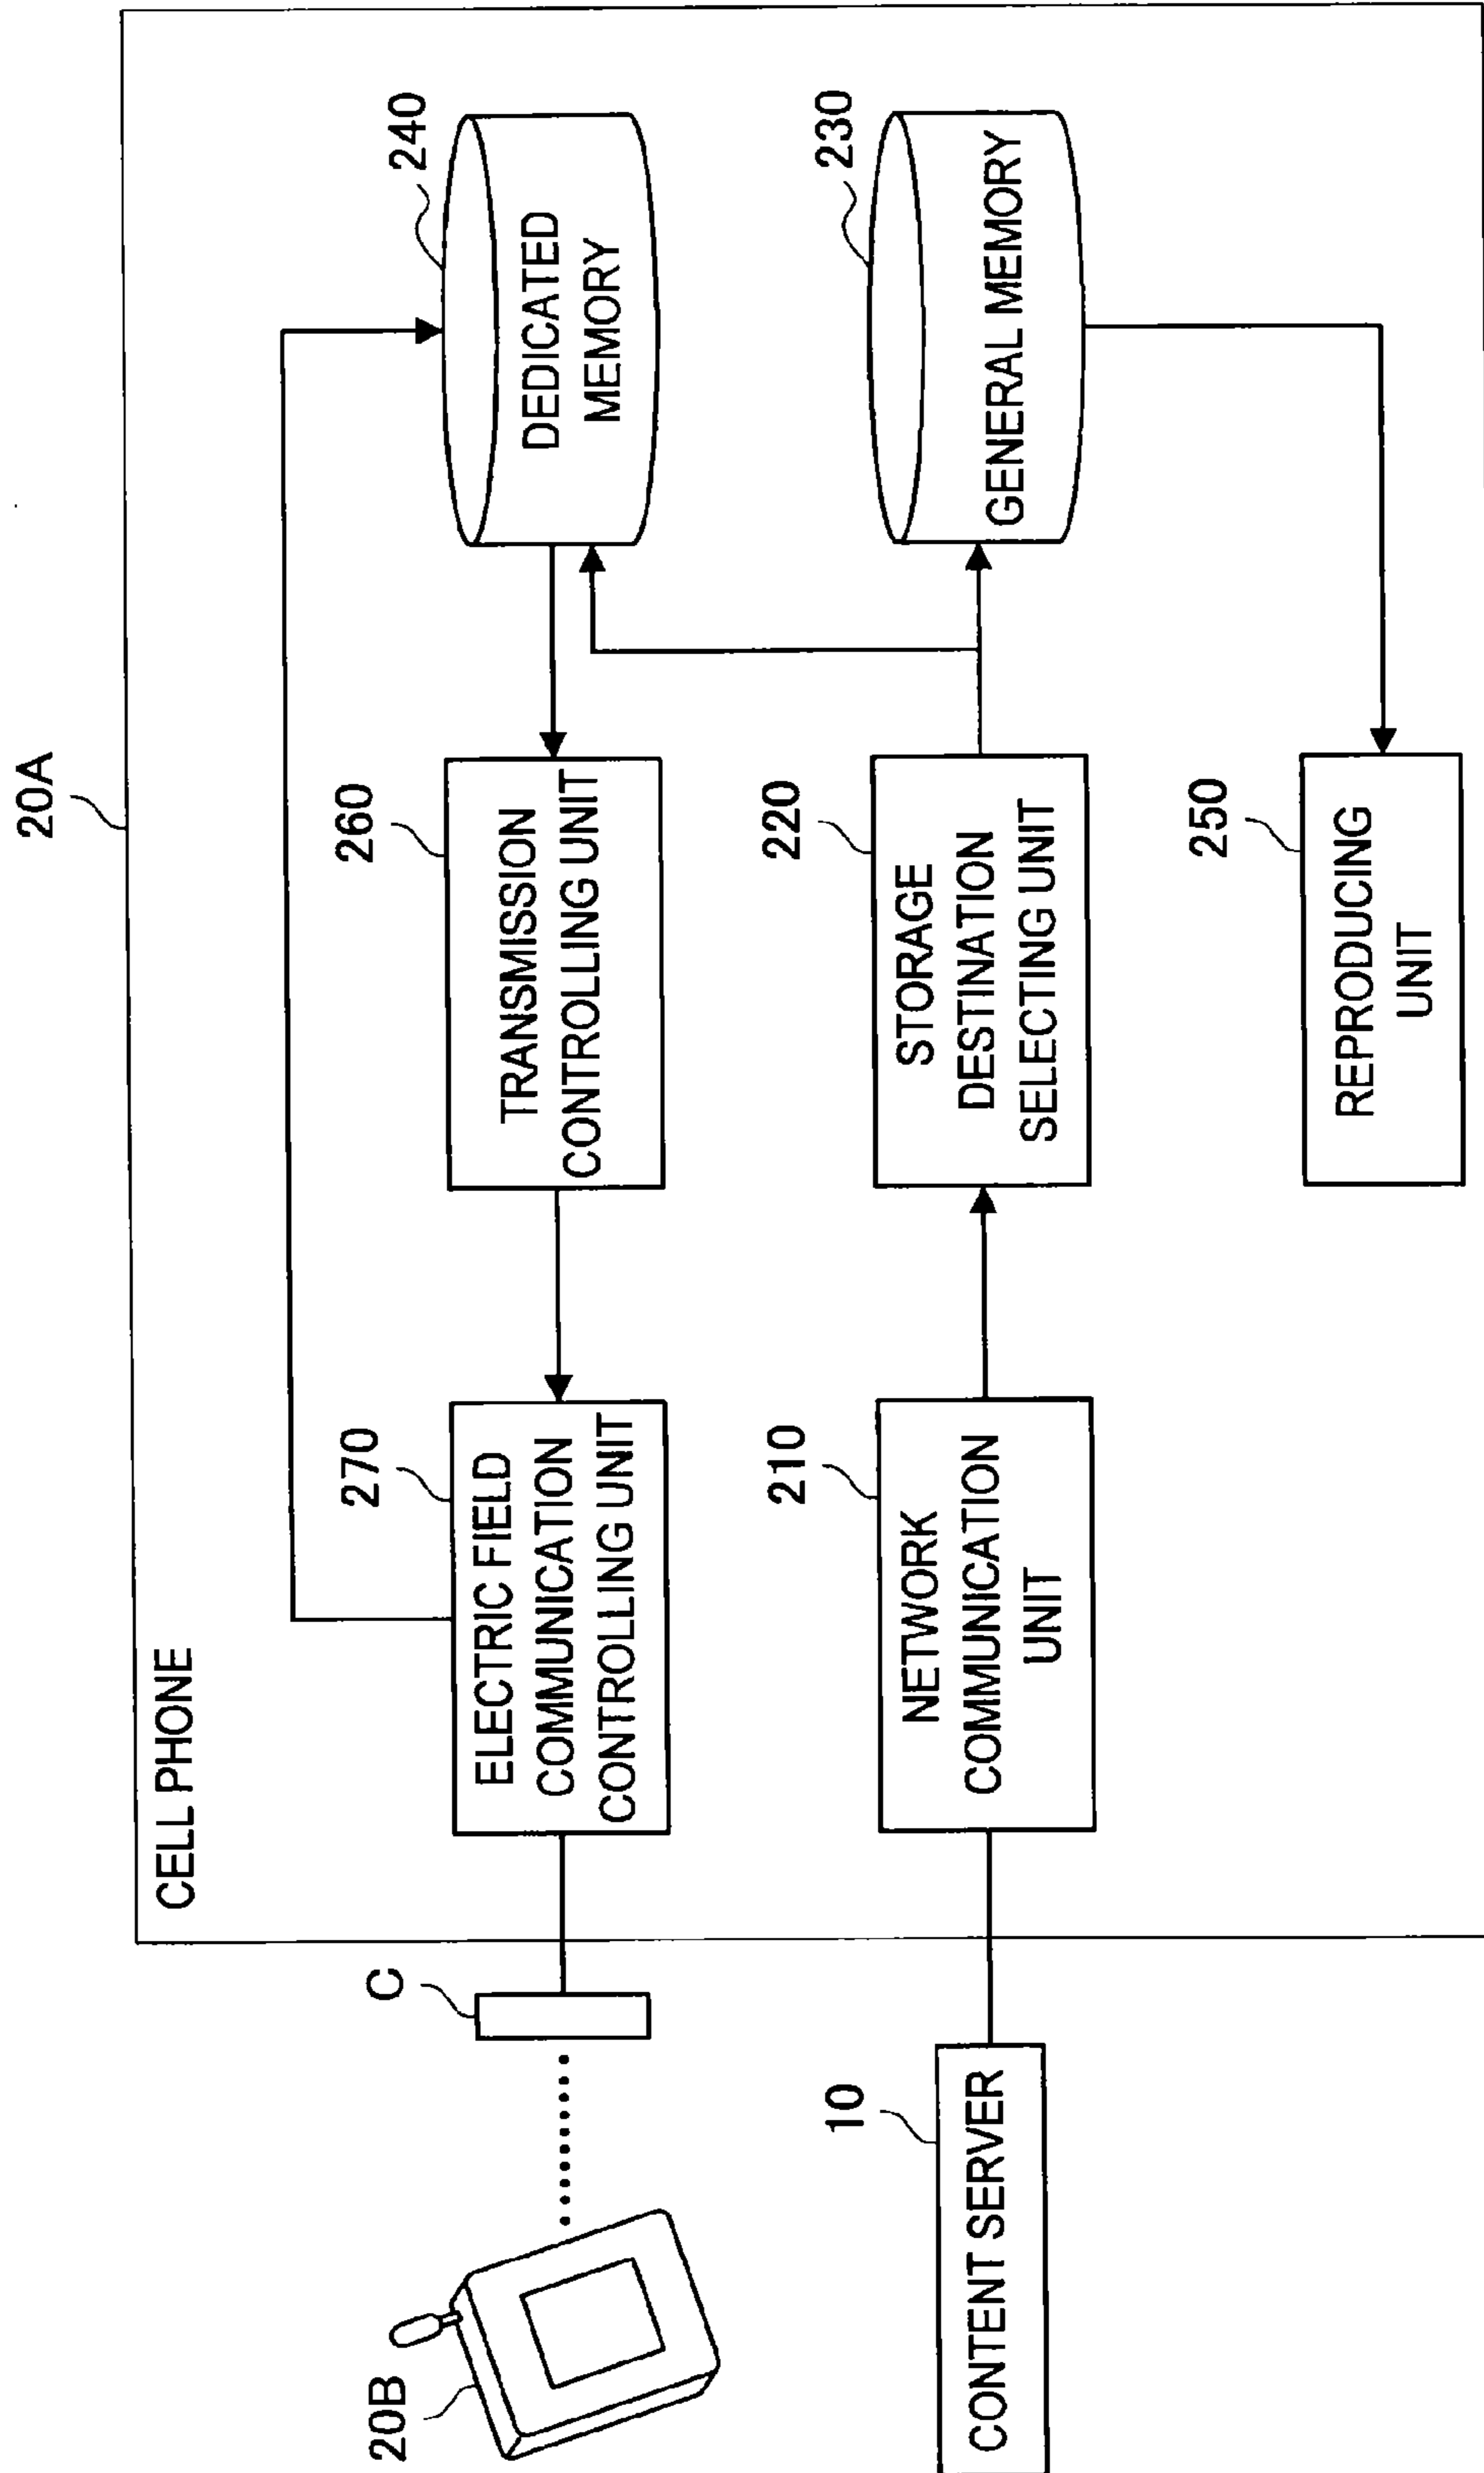 20A
CELL PHONE
20B
C
270
ELECTRIC FIELD
COMMUNICATION
CONTROLLING UNIT
260
TRANSMISSION
CONTROLLING UNIT
240
DEDICATED
MEMORY
10
CONTENT SERVER
210
NETWORK
COMMUNICATION
UNIT
220
STORAGE
DESTINATION
SELECTING UNIT
230
GENERAL MEMORY
250
REPRODUCING
UNIT